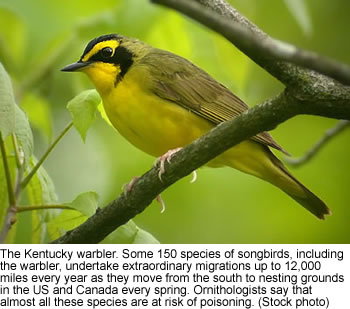 The Kentucky warbler. Some 150 species of songbirds, including
the warbler, undertake extraordinary migrations up to 12,000
miles every year as they move from the south to nesting grounds
in the US and Canada every spring. Ornithologists say that
almost all these species are at risk of poisoning. (Stock photo)